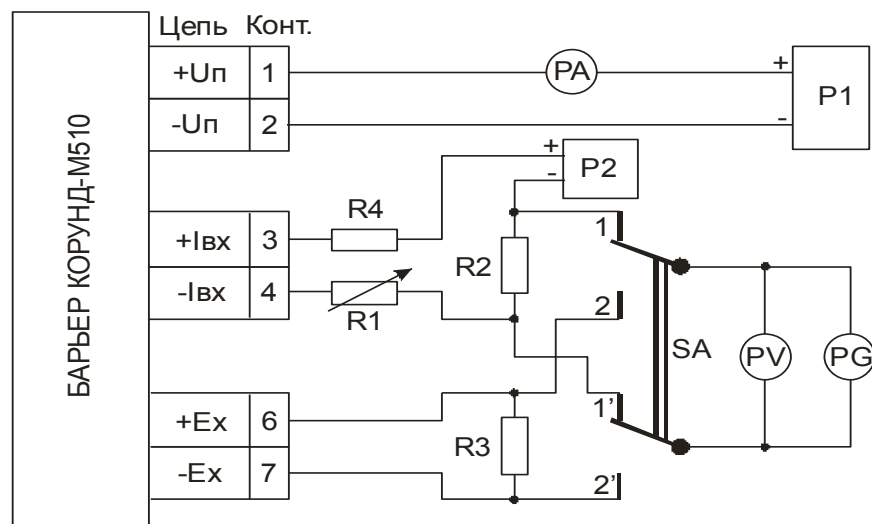 БАРЬЕР КОРУНД-М510
Цепь Конт.
+Uп 1
-Uп 2
+Iвх 3
-Iвх 4
+Ex 6
-Ex 7
PA
+
-
P1
+
-
P2
R4
R1
R2
R3
1
2
1'
2'
SA
PV
PG